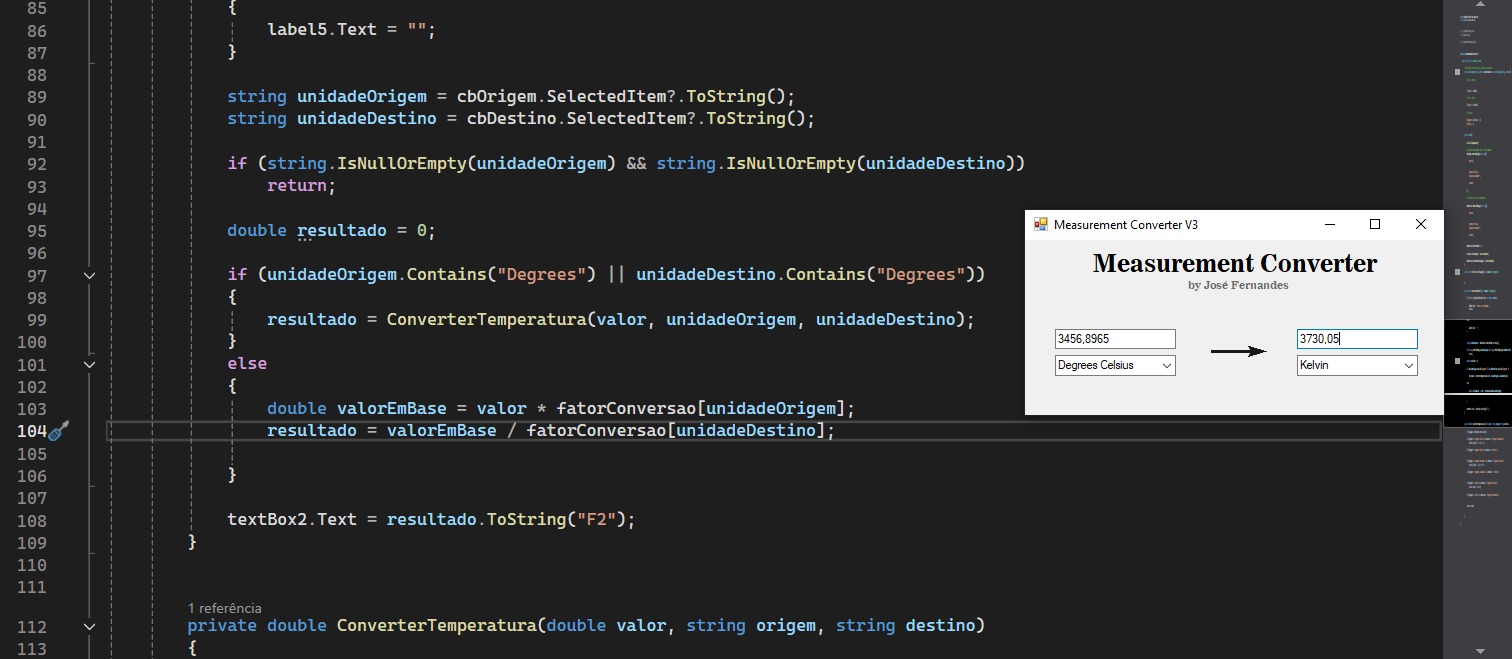 85 {
86 label5.Text = "";
87 }
88
89 string unidadeOrigem = cbOrigem.SelectedItem?.ToString();
90 string unidadeDestino = cbDestino.SelectedItem?.ToString();
91
92 if (string.IsNullOrEmpty(unidadeOrigem) && string.IsNullOrEmpty(unidadeDestino))
93 return;
94
95 double resultado = 0;
96
97 if (unidadeOrigem.Contains("Degrees") || unidadeDestino.Contains("Degrees"))
98 {
99 resultado = ConverterTemperatura(valor, unidadeOrigem, unidadeDestino);
100 }
101 else
102 {
103 double valorEmBase = valor * fatorConversao[unidadeOrigem];
104 resultado = valorEmBase / fatorConversao[unidadeDestino];
105
106 }
107
108 textBox2.Text = resultado.ToString("F2");
109 }
110
111
1 referência
112 private double ConverterTemperatura(double valor, string origem, string destino)
113 {
Measurement Converter V3
Measurement Converter
by José Fernandes
3456,8965
3730,05
Degrees Celsius
Kelvin